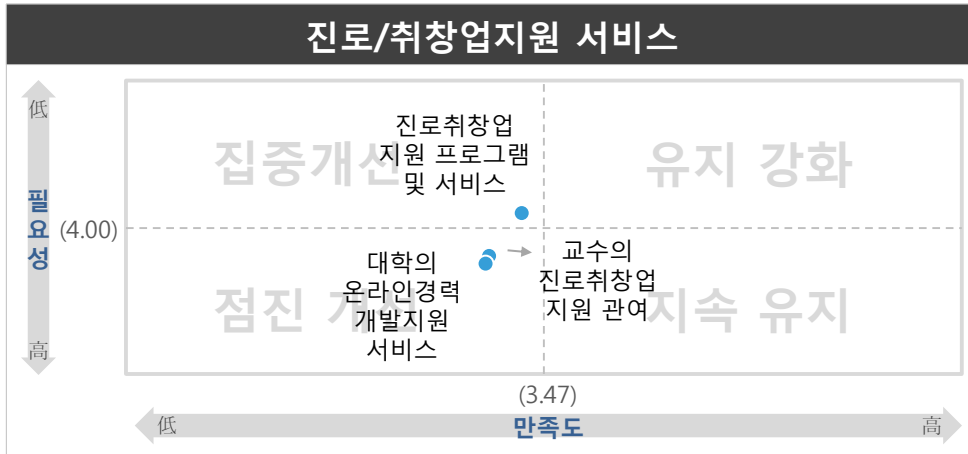 진로/취창업지원 서비스
低
필
요
성
高
(4.00)
집중개선
유지 강화
점진 개선
지속 유지
진로취창업
지원 프로그램
및 서비스
대학의
온라인경력
개발지원
서비스
교수의
진로취창업
지원 관여
(3.47)
低
만족도
高